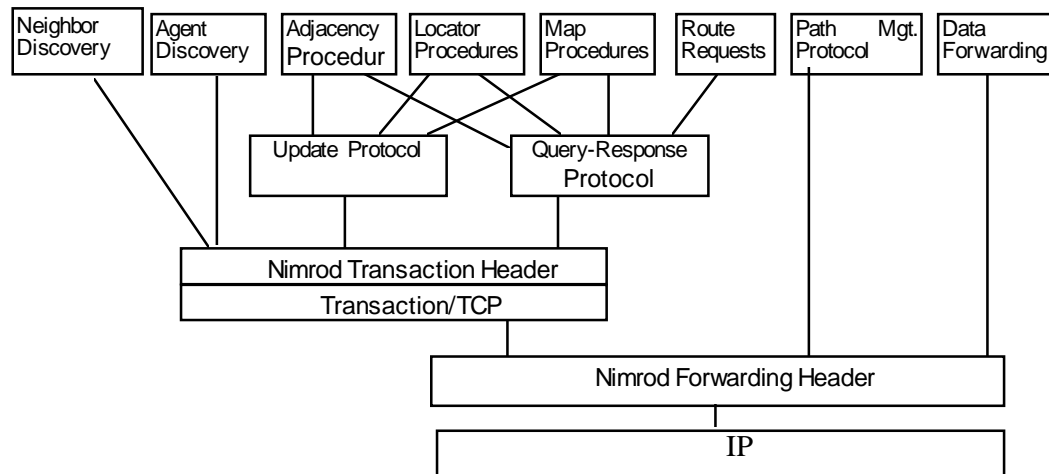 Neighbor
Discovery
Agent
Discovery
Adjacency
Procedur
Locator
Procedures
Map
Procedures
Route
Requests
Path Mgt.
Protocol
Data
Forwarding
Update Protocol
Query-Response
Protocol
Nimrod Transaction Header
Transaction/TCP
Nimrod Forwarding Header
IP